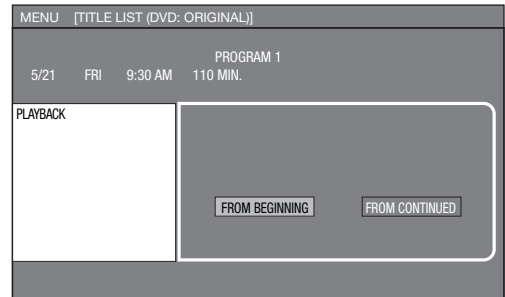 MENU [TITLE LIST (DVD: ORIGINAL)]
PROGRAM 1
5/21 FRI 9:30 AM 110 MIN.
PLAYBACK
FROM BEGINNING FROM CONTINUED